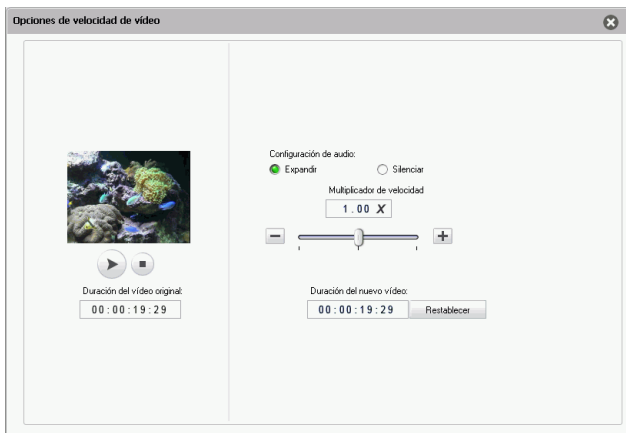 Opciones de velocidad de vídeo
Configuración de audio:
Expandir
Silenciar
Multiplicador de velocidad
1.00 X
Duración del vídeo original:
00:00:19:29
Duración del nuevo vídeo:
00:00:19:29
Restablecer